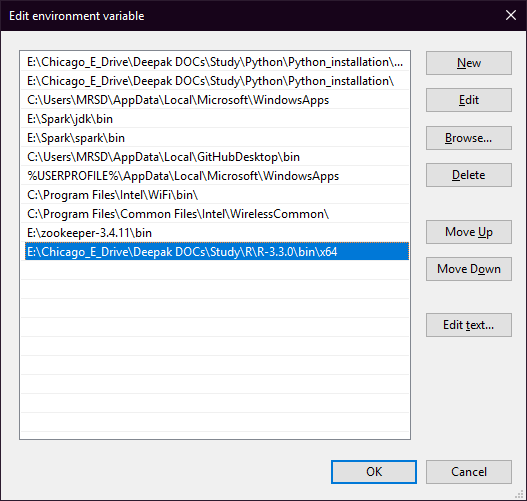 Edit environment variable
E:\Chicago_E_Drive\Deepak DOCs\Study\Python\Python_installation\...
E:\Chicago_E_Drive\Deepak DOCs\Study\Python\Python_installation\
C:\Users\MRSD\AppData\Local\Microsoft\WindowsApps
E:\Spark\jdk\bin
E:\Spark\spark\bin
C:\Users\MRSD\AppData\Local\GitHubDesktop\bin
%USERPROFILE%\AppData\Local\Microsoft\WindowsApps
C:\Program Files\Intel\WiFi\bin\
C:\Program Files\Common Files\Intel\WirelessCommon\
E:\zookeeper-3.4.11\bin
E:\Chicago_E_Drive\Deepak DOCs\Study\R\R-3.3.0\bin\x64
New
Edit
Browse...
Delete
Move Up
Move Down
Edit text...
OK
Cancel